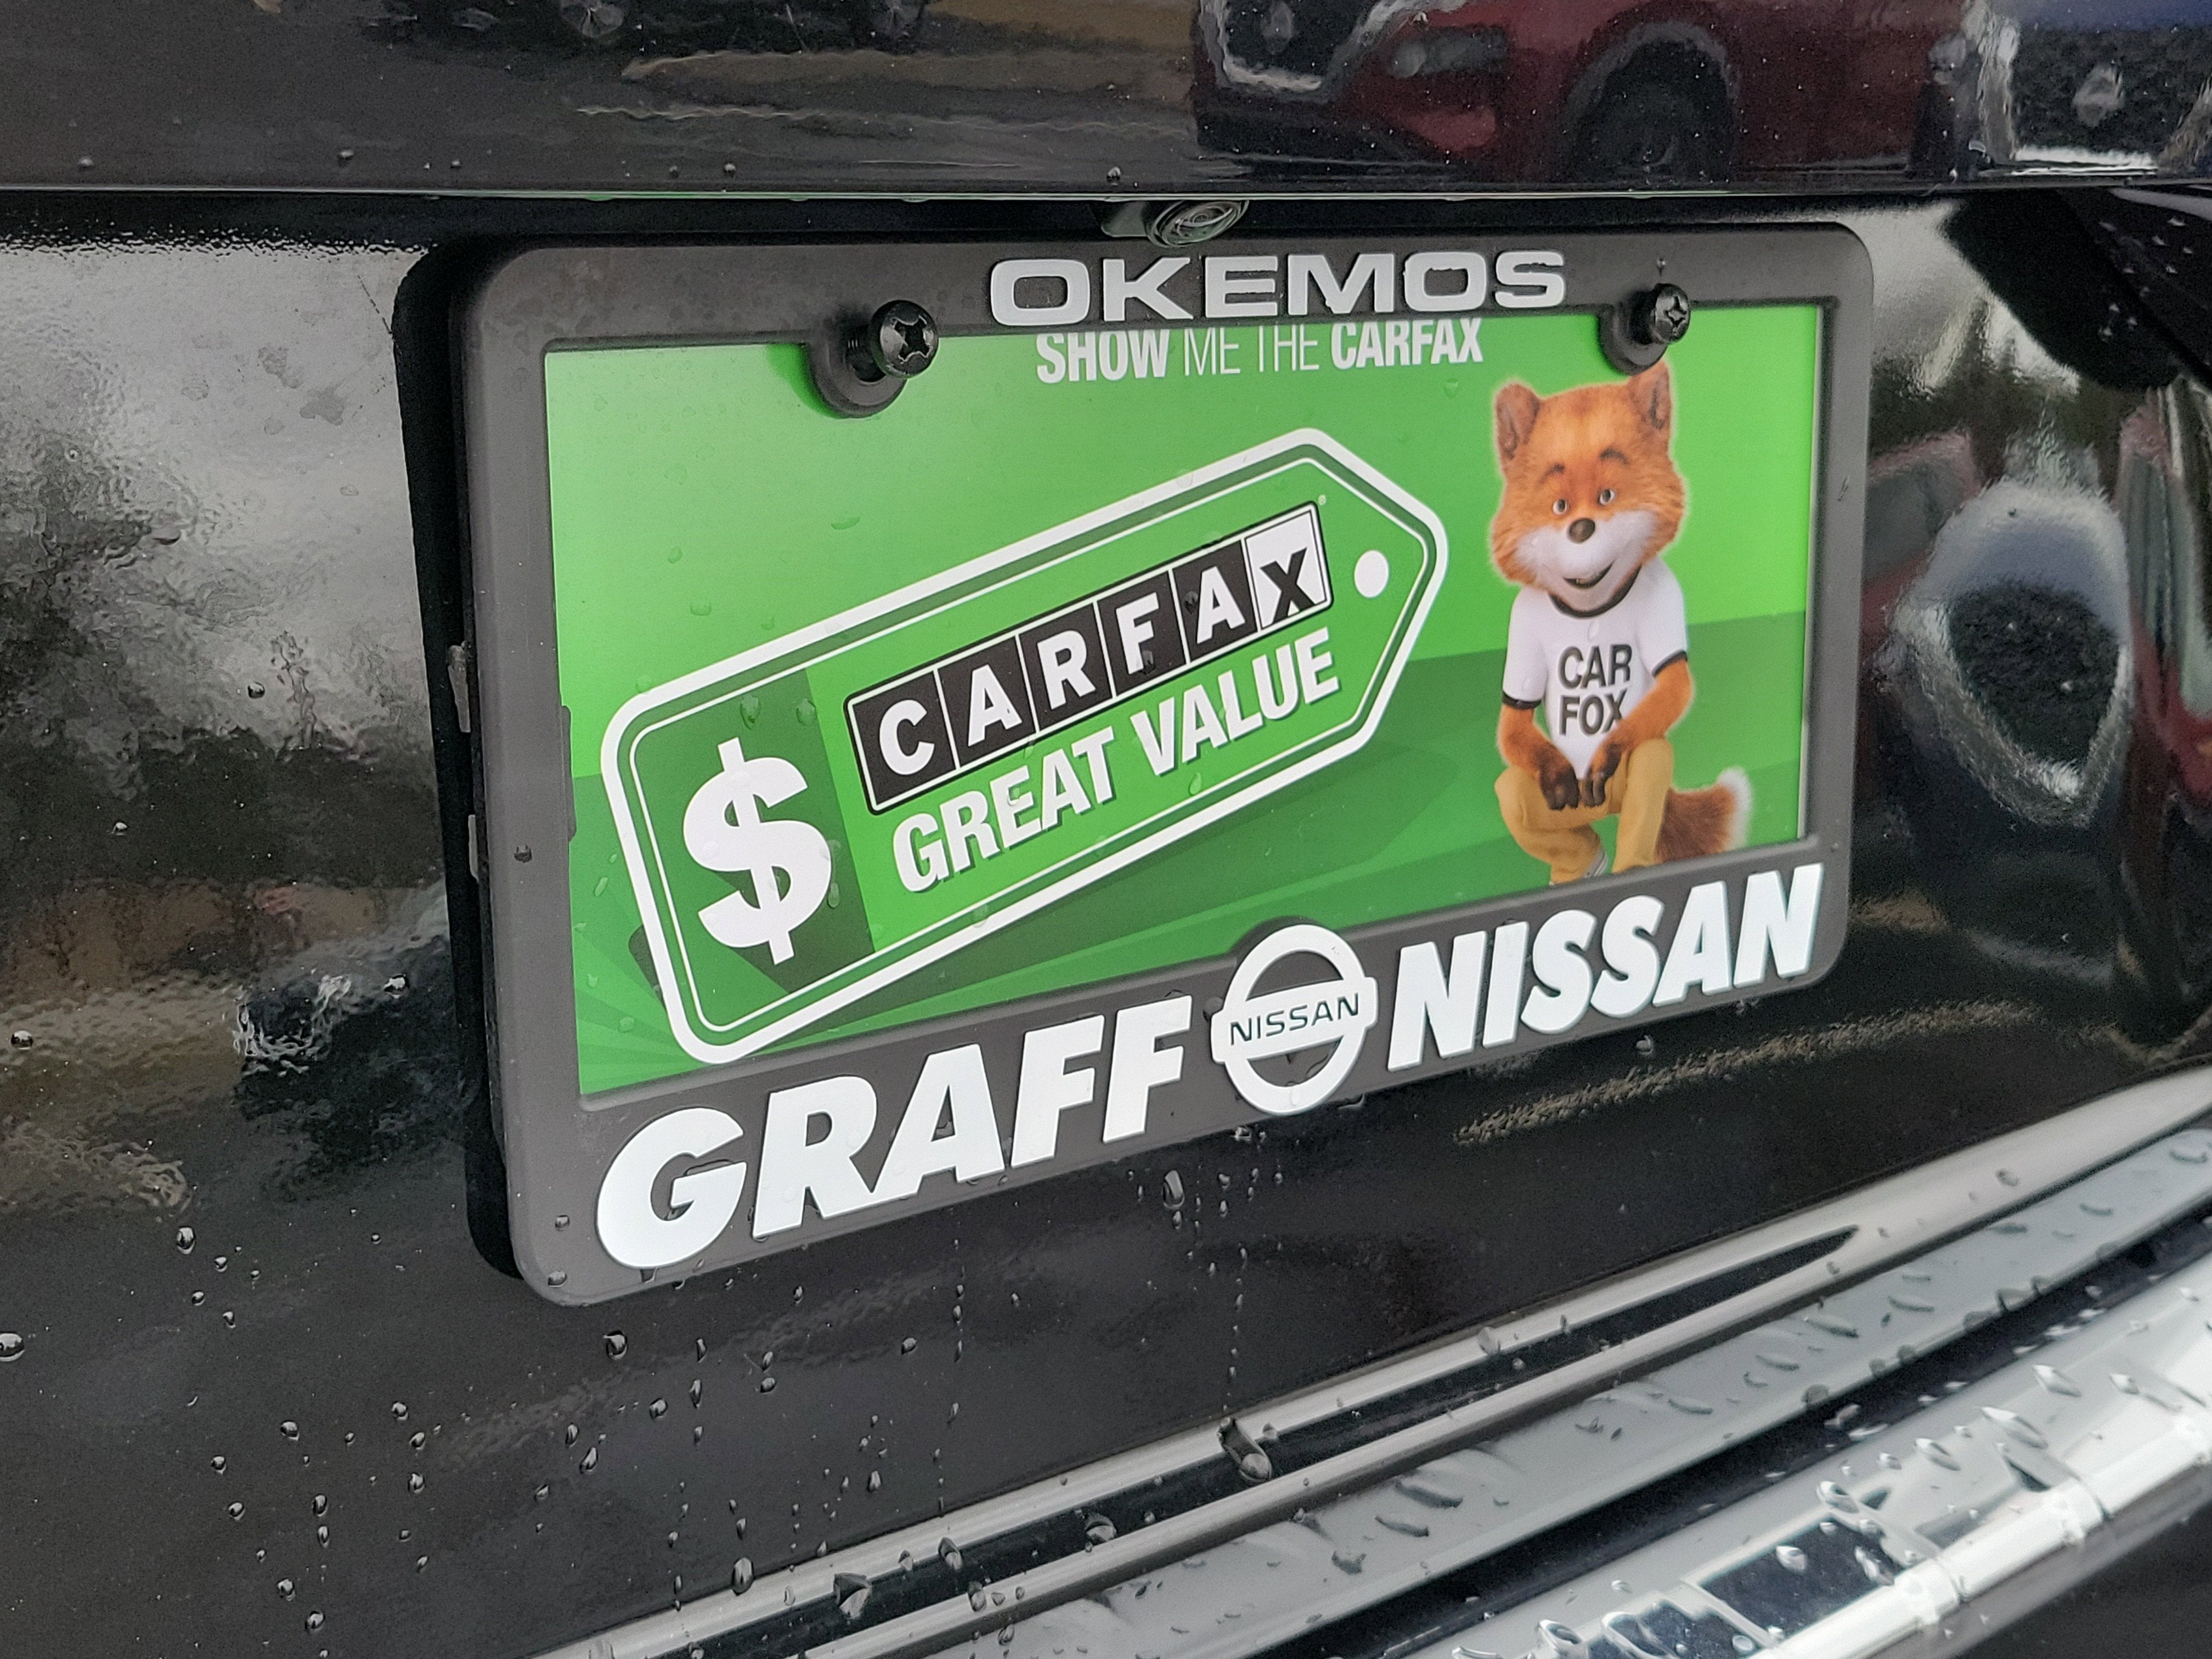 OKEMOS
SHOW ME THE CARFAX
CARFAX
GREAT VALUE
$
CAR
FOX
GRAFF NISSAN NISSAN